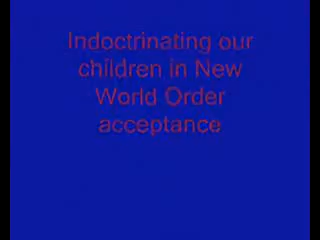 Indoctrinating our
children in New
World Order
acceptance